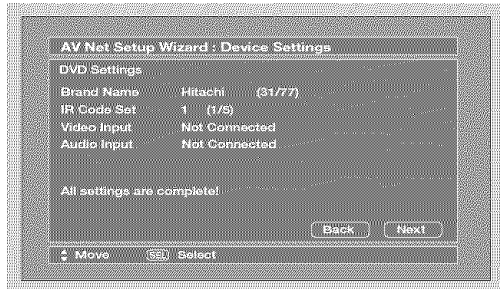 AV Net Setup Wizard : Device Settings
DVD Settings
Brand Name Hitachi (31/77)
IR Code Set 1 (1/5)
Video Input Not Connected
Audio Input Not Connected
All settings are complete!
Back Next
Move SEL Select